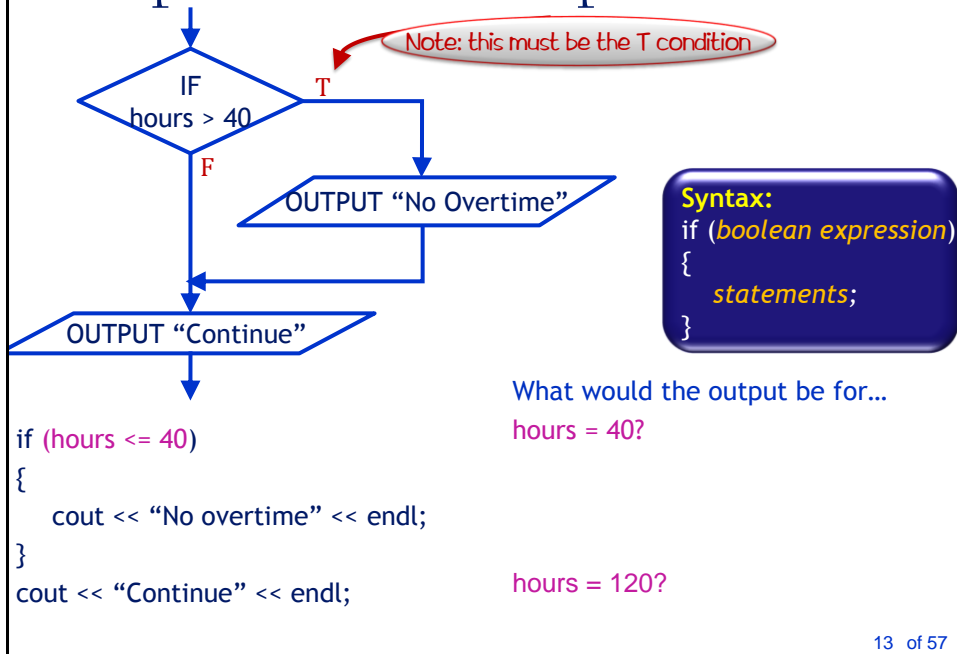 Note: this must be the T condition
IF
hours > 40
T
F
OUTPUT “No Overtime”
OUTPUT “Continue”
Syntax:
if (boolean expression)
{
statements;
}
What would the output be for…
hours = 40?
if (hours <= 40)
{
cout << “No overtime” << endl;
}
cout << “Continue” << endl;
hours = 120?
13 of 57